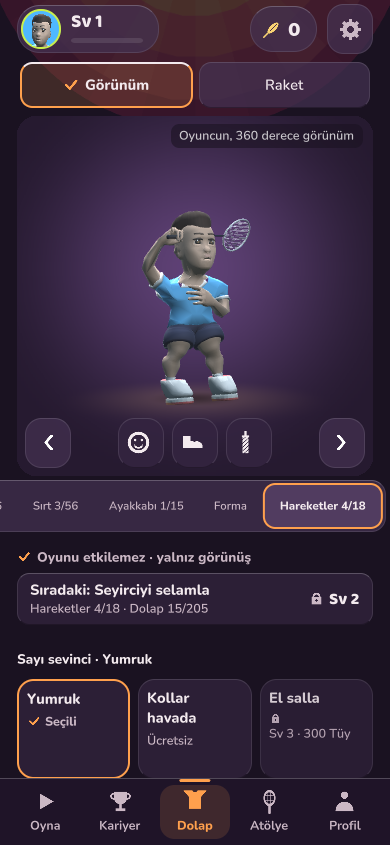 Sv 1
0
Görünüm
Raket
Oyuncun, 360 derece görünüm
Sırt 3/56
Ayakkabı 1/15
Forma
Hareketler 4/18
Oyunu etkilemez · yalnız görünüş
Sıradaki: Seyirciyi selamla
Hareketler 4/18 · Dolap 15/205
Sv 2
Sayı sevinci · Yumruk
Yumruk
Seçili
Kollar
havada
Ücretsiz
El salla
Sv 3 · 300 Tüy
Oyna
Kariyer
Dolap
Atölye
Profil